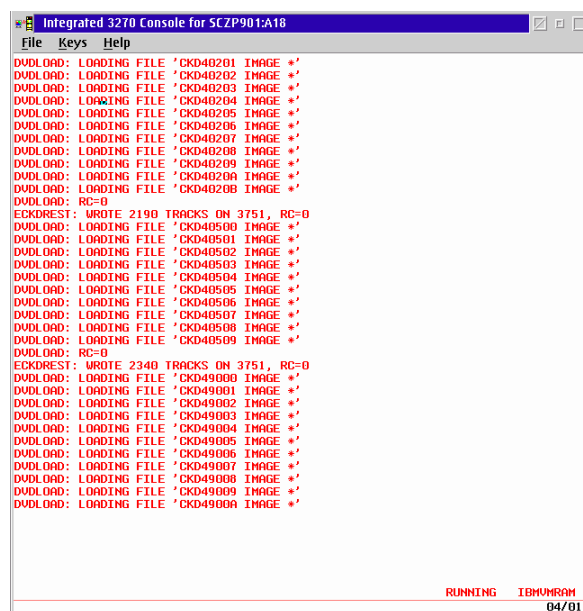 Integrated 3270 Console for SCZP901:A18
File Keys Help
DVDLOAD: LOADING FILE 'CKD40201 IMAGE *'
DVDLOAD: LOADING FILE 'CKD40202 IMAGE *'
DVDLOAD: LOADING FILE 'CKD40203 IMAGE *'
DVDLOAD: LOADING FILE 'CKD40204 IMAGE *'
DVDLOAD: LOADING FILE 'CKD40205 IMAGE *'
DVDLOAD: LOADING FILE 'CKD40206 IMAGE *'
DVDLOAD: LOADING FILE 'CKD40207 IMAGE *'
DVDLOAD: LOADING FILE 'CKD40208 IMAGE *'
DVDLOAD: LOADING FILE 'CKD40209 IMAGE *'
DVDLOAD: LOADING FILE 'CKD4020A IMAGE *'
DVDLOAD: LOADING FILE 'CKD4020B IMAGE *'
DVDLOAD: RC=0
ECKDREST: WROTE 2190 TRACKS ON 3751, RC=0
DVDLOAD: LOADING FILE 'CKD40500 IMAGE *'
DVDLOAD: LOADING FILE 'CKD40501 IMAGE *'
DVDLOAD: LOADING FILE 'CKD40502 IMAGE *'
DVDLOAD: LOADING FILE 'CKD40503 IMAGE *'
DVDLOAD: LOADING FILE 'CKD40504 IMAGE *'
DVDLOAD: LOADING FILE 'CKD40505 IMAGE *'
DVDLOAD: LOADING FILE 'CKD40506 IMAGE *'
DVDLOAD: LOADING FILE 'CKD40507 IMAGE *'
DVDLOAD: LOADING FILE 'CKD40508 IMAGE *'
DVDLOAD: LOADING FILE 'CKD40509 IMAGE *'
DVDLOAD: RC=0
ECKDREST: WROTE 2340 TRACKS ON 3751, RC=0
DVDLOAD: LOADING FILE 'CKD49000 IMAGE *'
DVDLOAD: LOADING FILE 'CKD49001 IMAGE *'
DVDLOAD: LOADING FILE 'CKD49002 IMAGE *'
DVDLOAD: LOADING FILE 'CKD49003 IMAGE *'
DVDLOAD: LOADING FILE 'CKD49004 IMAGE *'
DVDLOAD: LOADING FILE 'CKD49005 IMAGE *'
DVDLOAD: LOADING FILE 'CKD49006 IMAGE *'
DVDLOAD: LOADING FILE 'CKD49007 IMAGE *'
DVDLOAD: LOADING FILE 'CKD49008 IMAGE *'
DVDLOAD: LOADING FILE 'CKD49009 IMAGE *'
DVDLOAD: LOADING FILE 'CKD4900A IMAGE *'
RUNNING IBMVMRAM
04/01